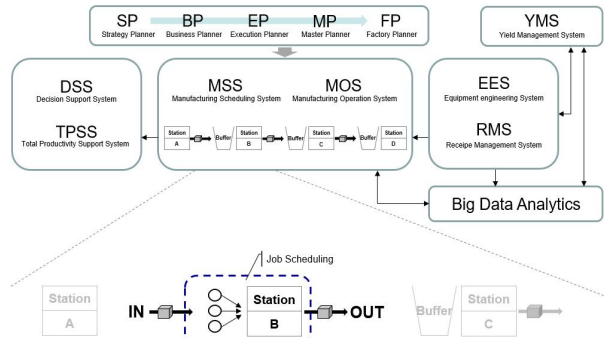 SP BP EP MP FP
Strategy Planner Business Planner Execution Planner Master Planner Factory Planner
YMS
Yield Management System
DSS
Decision Support System
TPSS
Total Productivity Support System
MSS MOS
Manufacturing Scheduling System Manufacturing Operation System
Station Buffer Station Buffer Station Buffer Station
A B C D
EES
Equipment engineering System
RMS
Receipe Management System
Big Data Analytics
Job Scheduling
Station IN Station OUT Buffer Station
A B C